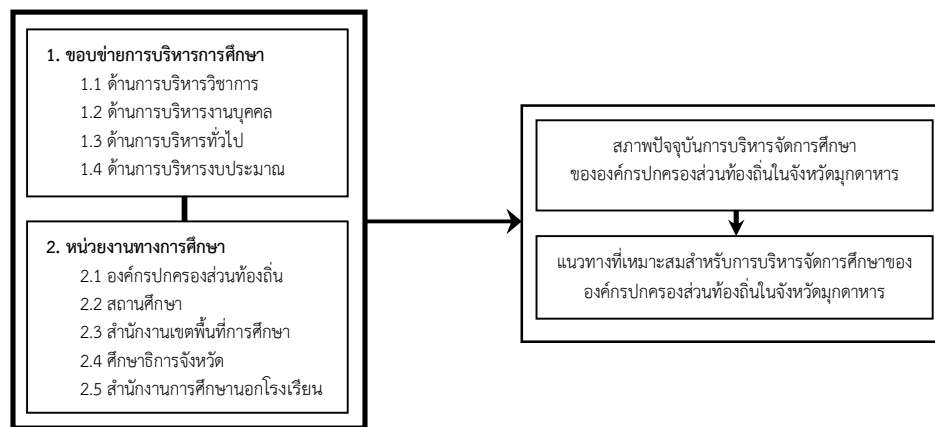 1. ขอบข่ายการบริหารการศึกษา
1.1 ด้านการบริหารวิชาการ
1.2 ด้านการบริหารงานบุคคล
1.3 ด้านการบริหารทั่วไป
1.4 ด้านการบริหารงบประมาณ
2. หน่วยงานทางการศึกษา
2.1 องค์กรปกครองส่วนท้องถิ่น
2.2 สถานศึกษา
2.3 สำนักงานเขตพื้นที่การศึกษา
2.4 ศึกษาธิการจังหวัด
2.5 สำนักงานการศึกษานอกโรงเรียน
สภาพปัจจุบันการบริหารจัดการศึกษา
ขององค์กรปกครองส่วนท้องถิ่นในจังหวัดมุกดาหาร
แนวทางที่เหมาะสมสำหรับการบริหารจัดการศึกษาของ
องค์กรปกครองส่วนท้องถิ่นในจังหวัดมุกดาหาร